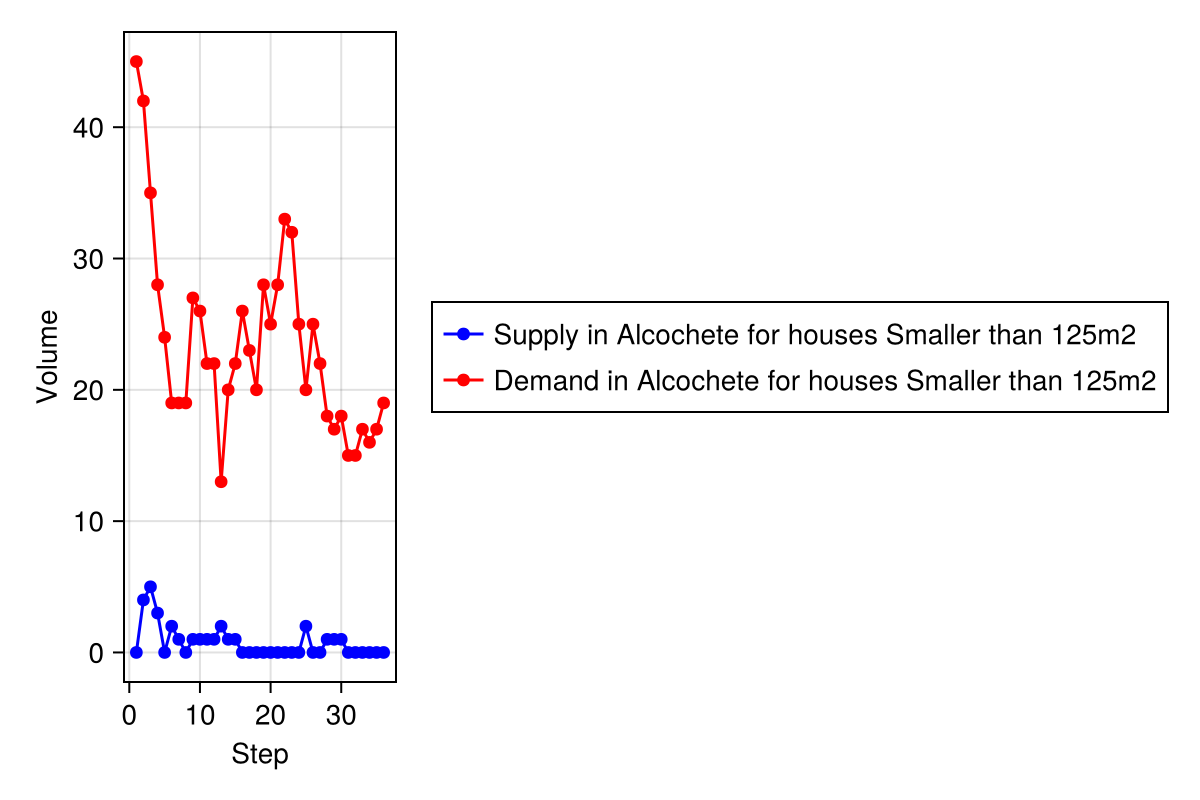 Volume
40
30
20
10
0
0 10 20 30
Step
Supply in Alcochete for houses Smaller than 125m2
Demand in Alcochete for houses Smaller than 125m2